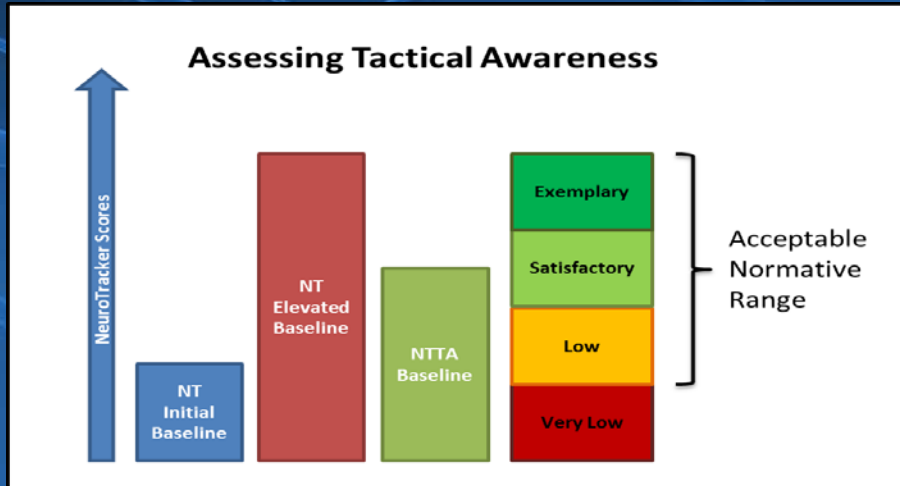 Assessing Tactical Awareness
NeuroTracker Scores
NT
Initial
Baseline
NT
Elevated
Baseline
NTTA
Baseline
Exemplary
Satisfactory
Low
Very Low
Acceptable
Normative
Range